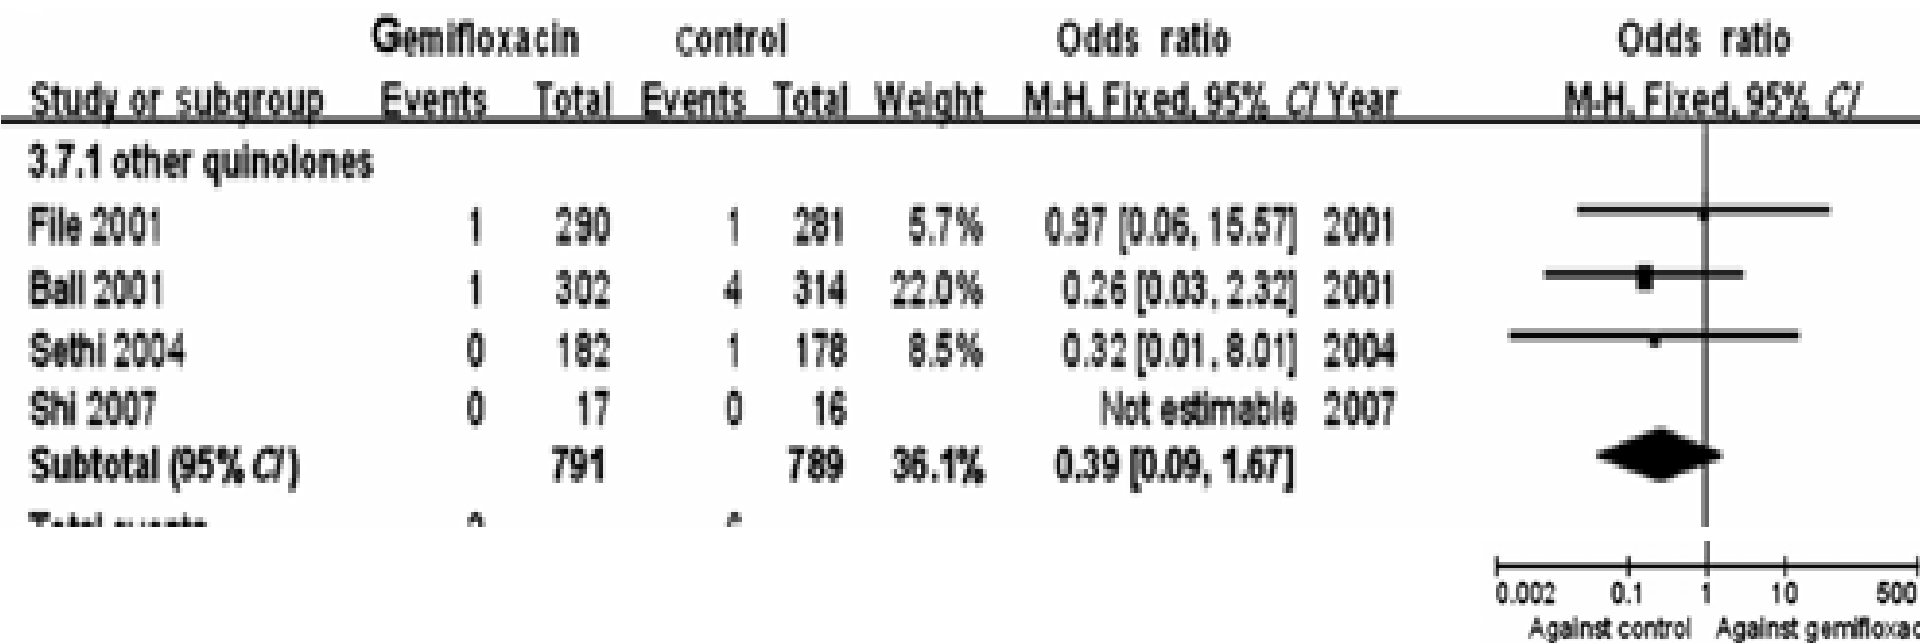 Gemifloxacin control Odds ratio Odds ratio
Study or subgroup Events Total Events Total Weight M-H, Fixed, 95% CI Year M-H, Fixed, 95% CI
3.7.1 other quinolones
File 2001 1 290 1 281 5.7% 0.97 [0.06, 15.57] 2001
Ball 2001 1 302 4 314 22.0% 0.26 [0.03, 2.32] 2001
Sethi 2004 0 182 1 178 8.5% 0.32 [0.01, 8.01] 2004
Shi 2007 0 17 0 16 Not estimable 2007
Subtotal (95% CI) 791 789 36.1% 0.39 [0.09, 1.67]
0.002 0.1 1 10 500
Against control Against gemifloxac